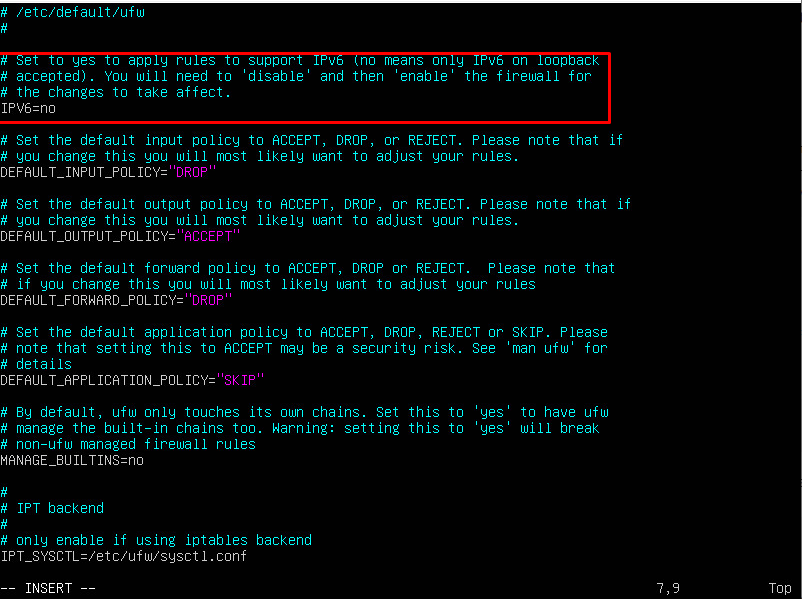 # /etc/default/ufw
#
# Set to yes to apply rules to support IPv6 (no means only IPv6 on loopback
# accepted). You will need to 'disable' and then 'enable' the firewall for
# the changes to take affect.
IPV6=no
# Set the default input policy to ACCEPT, DROP, or REJECT. Please note that if
# you change this you will most likely want to adjust your rules.
DEFAULT_INPUT_POLICY="DROP"
# Set the default output policy to ACCEPT, DROP, or REJECT. Please note that if
# you change this you will most likely want to adjust your rules.
DEFAULT_OUTPUT_POLICY="ACCEPT"
# Set the default forward policy to ACCEPT, DROP or REJECT.  Please note that
# if you change this you will most likely want to adjust your rules
DEFAULT_FORWARD_POLICY="DROP"
# Set the default application policy to ACCEPT, DROP, REJECT or SKIP. Please
# note that setting this to ACCEPT may be a security risk. See 'man ufw' for
# details
DEFAULT_APPLICATION_POLICY="SKIP"
# By default, ufw only touches its own chains. Set this to 'yes' to have ufw
# manage the built-in chains too. Warning: setting this to 'yes' will break
# non-ufw managed firewall rules
MANAGE_BUILTINS=no
#
# IPT backend
#
# only enable if using iptables backend
IPT_SYSCTL=/etc/ufw/sysctl.conf
-- INSERT -- 7,9 Top